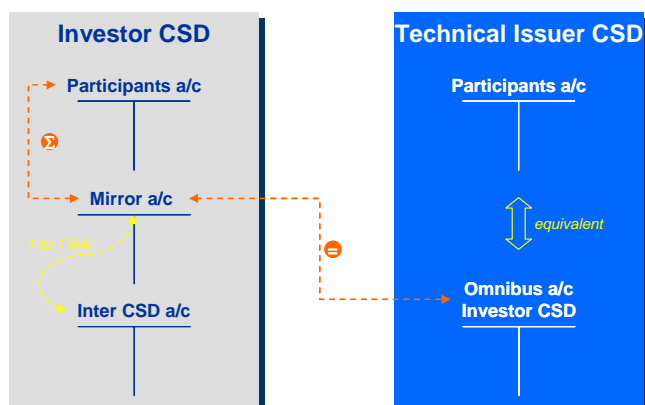 Investor CSD
Participants a/c
Σ
Mirror a/c
1 to 1 link
Inter CSD a/c
=
Technical Issuer CSD
Participants a/c
equivalent
Omnibus a/c
Investor CSD